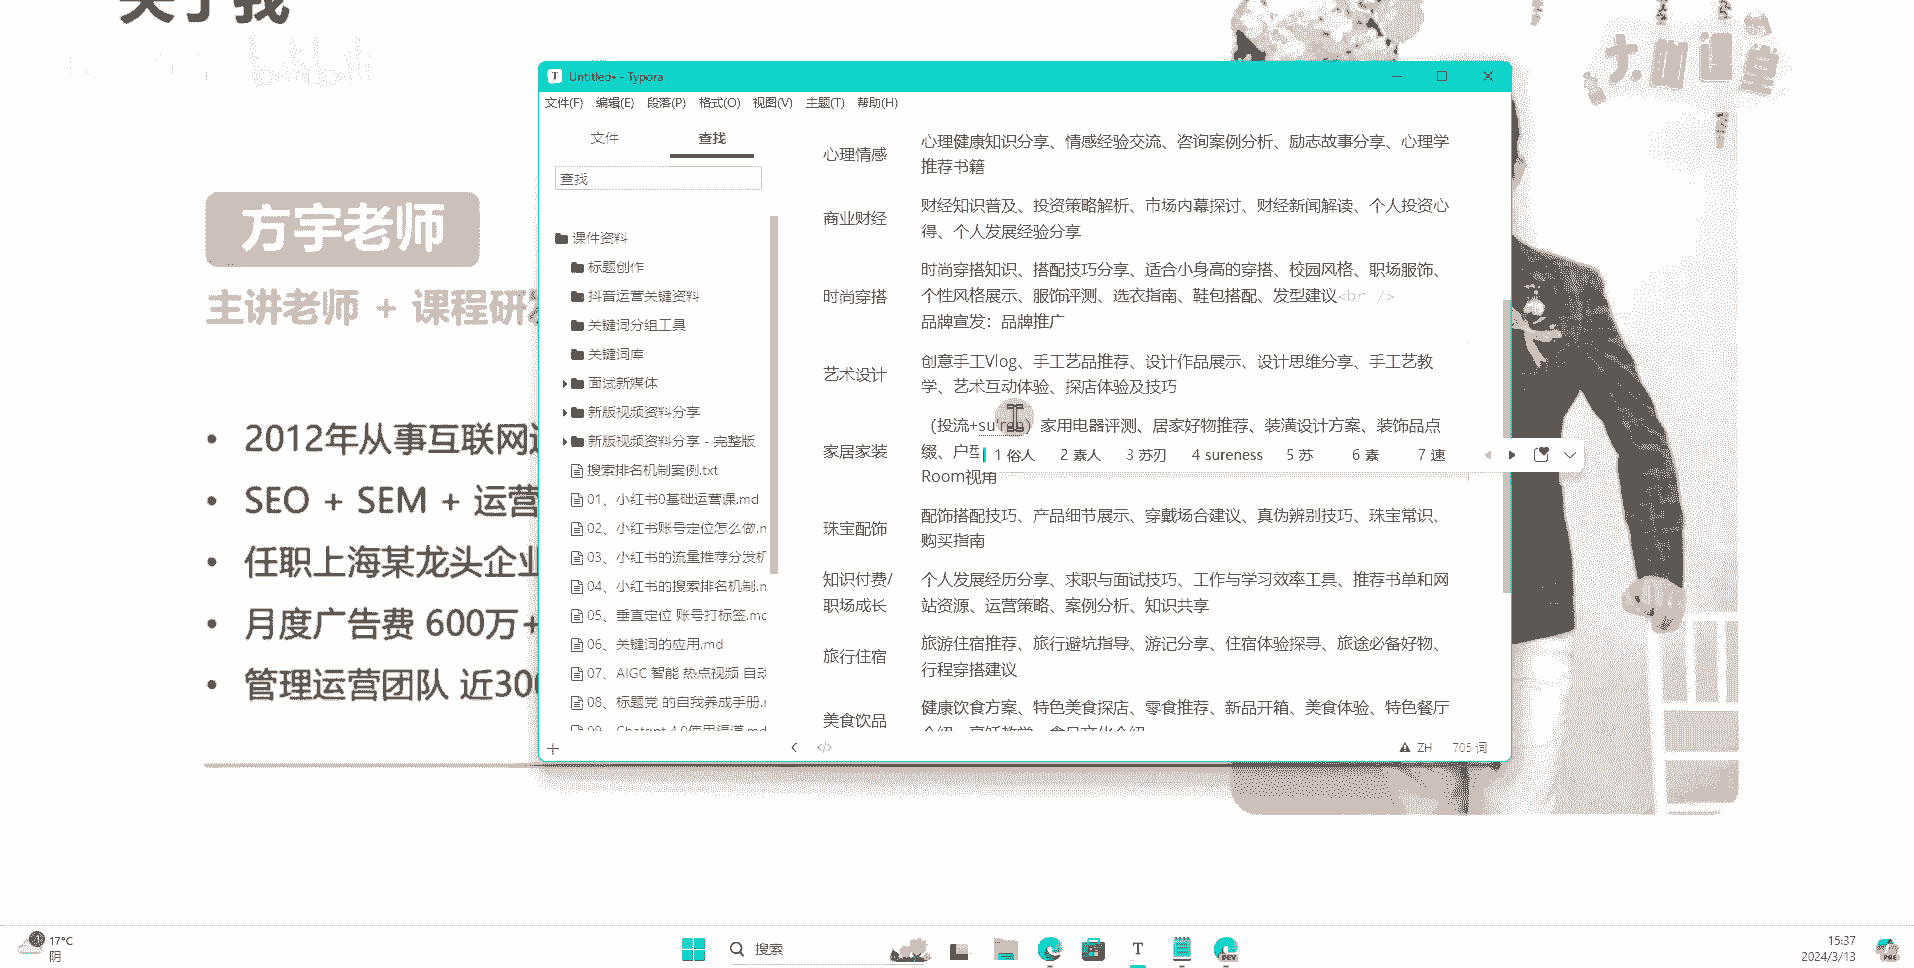 关于我
大咖课堂
方宇老师
主讲老师 + 课程研
• 2012年从事互联网
• SEO + SEM + 运营
• 任职上海某龙头企业
• 月度广告费 600万+
• 管理运营团队 近300
Untitled• - Typora
文件(F) 编辑(E) 段落(P) 格式(O) 视图(V) 主题(T) 帮助(H)
文件 查找
查找
课件资料
标题创作
抖音运营关键资料
关键词分组工具
关键词库
面试新媒体
新版视频资料分享
新版视频资料分享 - 完整版
搜索排名机制案例.txt
01、小红书0基础运营课.md
02、小红书账号定位怎么做.m
03、小红书的流量推荐分发机
04、小红书的搜索排名机制.m
05、垂直定位 账号打标签.md
06、关键词的应用.md
07、AIGC 智能 热点视频 自动
08、标题党 的自我养成手册.m
09、Chatgpt 4.0使用渠道.md
心理情感
心理健康知识分享、情感经验交流、咨询案例分析、励志故事分享、心理学
推荐书籍
商业财经
财经知识普及、投资策略解析、市场内幕探讨、财经新闻解读、个人投资心
得、个人发展经验分享
时尚穿搭
时尚穿搭知识、搭配技巧分享、适合小身高的穿搭、校园风格、职场服饰、
个性风格展示、服饰评测、选衣指南、鞋包搭配、发型建议<br />
品牌宣发：品牌推广
艺术设计
创意手工Vlog、手工艺品推荐、设计作品展示、设计思维分享、手工艺教
学、艺术互动体验、探店体验及技巧
家居家装
（投流+su'ren）家用电器评测、居家好物推荐、装潢设计方案、装饰品点
缀、户型
Room视角
1 俗人 2 素人 3 苏刃 4 sureness 5 苏 6 素 7 速
珠宝配饰
配饰搭配技巧、产品细节展示、穿戴场合建议、真伪辨别技巧、珠宝常识、
购买指南
知识付费/
职场成长
个人发展经历分享、求职与面试技巧、工作与学习效率工具、推荐书单和网
站资源、运营策略、案例分析、知识共享
旅行住宿
旅游住宿推荐、旅行避坑指导、游记分享、住宿体验探寻、旅途必备好物、
行程穿搭建议
美食饮品
健康饮食方案、特色美食探店、零食推荐、新品开箱、美食体验、特色餐厅
ZH 705 词
17°C
阴
搜索
15:37
2024/3/13